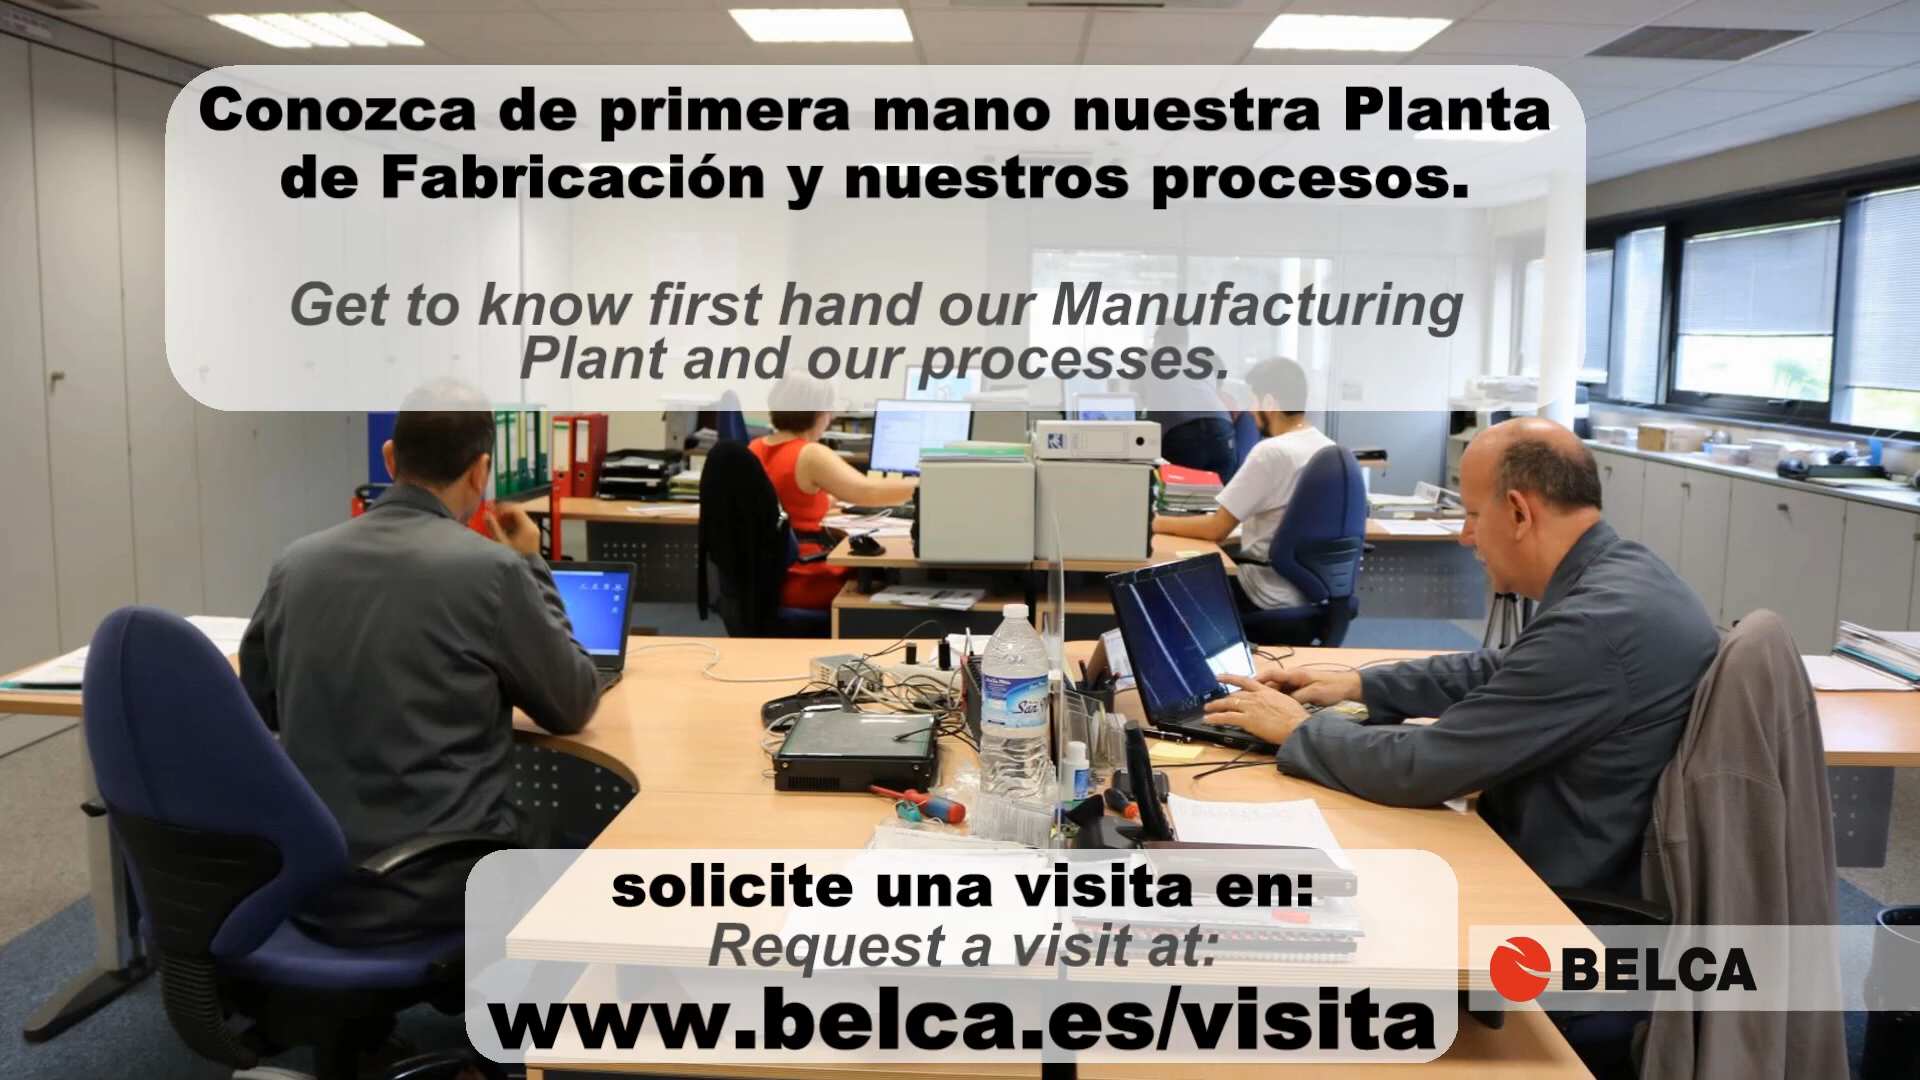 Conozca de primera mano nuestra Planta
de Fabricación y nuestros procesos.
Get to know first hand our Manufacturing
Plant and our processes.
solicite una visita en:
Request a visit at:
www.belca.es/visita
BELCA